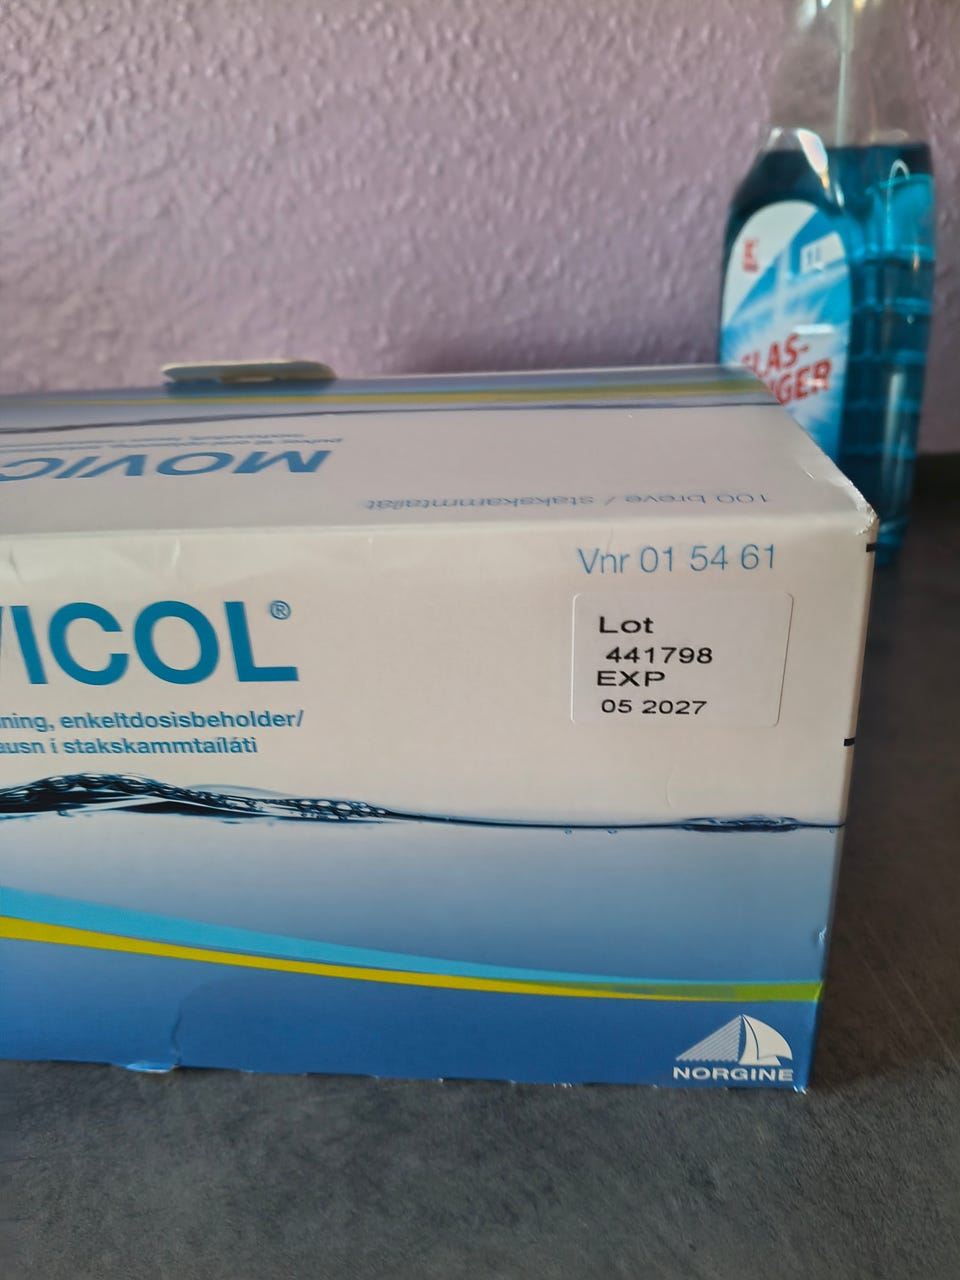 MOVIC
100 breve / stakskammtaílát
Vnr 01 54 61
VICOL®
Lot
441798
EXP
05 2027
ning, enkeltdosisbeholder/
ausn í stakskammtaíláti
NORGINE
1L
GLAS-
IGER